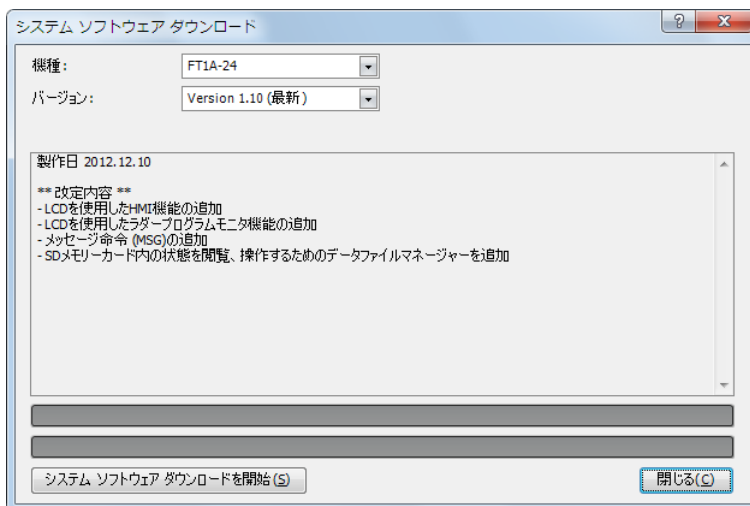 システム ソフトウェア ダウンロード
機種: FT1A-24
バージョン: Version 1.10 (最新)
製作日 2012.12.10
** 改定内容 **
- LCDを使用したHMI機能の追加
- LCDを使用したラダープログラムモニタ機能の追加
- メッセージ命令 (MSG)の追加
- SDメモリーカード内の状態を閲覧、操作するためのデータファイルマネージャーを追加
システム ソフトウェア ダウンロードを開始(S)
閉じる(C)